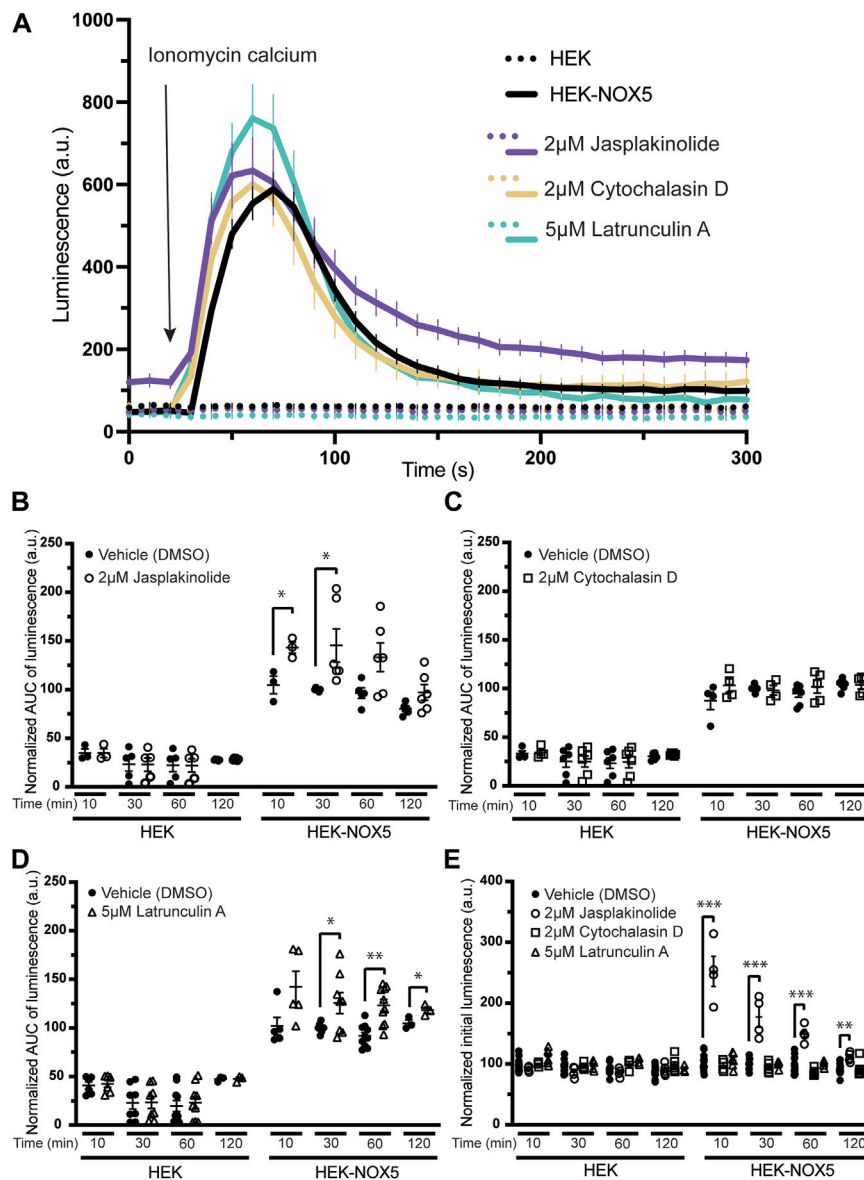 A
1000
800
600
400
200
0
Luminescence (a.u.)
Ionomycin calcium
HEK
HEK-NOX5
2µM Jasplakinolide
2µM Cytochalasin D
5µM Latrunculin A
0
100
200
300
Time (s)
B
Normalized AUC of luminescence (a.u.)
250
200
150
100
50
0
Vehicle (DMSO)
2µM Jasplakinolide
*
*
Time (min) 10 30 60 120 10 30 60 120
HEK HEK-NOX5
C
Normalized AUC of luminescence (a.u.)
250
200
150
100
50
0
Vehicle (DMSO)
2µM Cytochalasin D
Time (min) 10 30 60 120 10 30 60 120
HEK HEK-NOX5
D
Normalized AUC of luminescence (a.u.)
250
200
150
100
50
0
Vehicle (DMSO)
5µM Latrunculin A
*
**
*
Time (min) 10 30 60 120 10 30 60 120
HEK HEK-NOX5
E
Normalized initial luminescence (a.u.)
400
300
200
100
0
Vehicle (DMSO)
2µM Jasplakinolide
2µM Cytochalasin D
5µM Latrunculin A
***
***
***
**
Time (min) 10 30 60 120 10 30 60 120
HEK HEK-NOX5